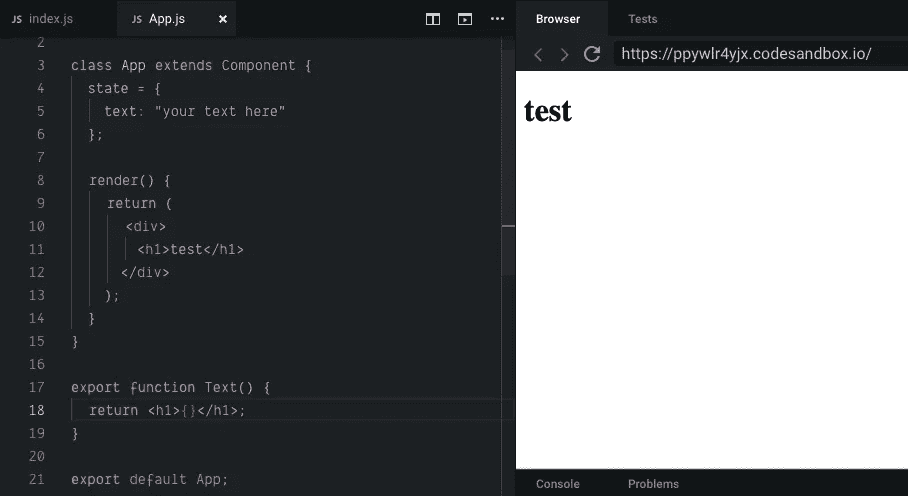 JS index.js JS App.js ×
2
3 class App extends Component {
4 state = {
5 text: "your text here"
6 };
7
8 render() {
9 return (
10 <div>
11 <h1>test</h1>
12 </div>
13 );
14 }
15 }
16
17 export function Text() {
18 return <h1>{}</h1>;
19 }
20
21 export default App;
Browser Tests
https://ppywlr4yjx.codesandbox.io/
test
Console Problems